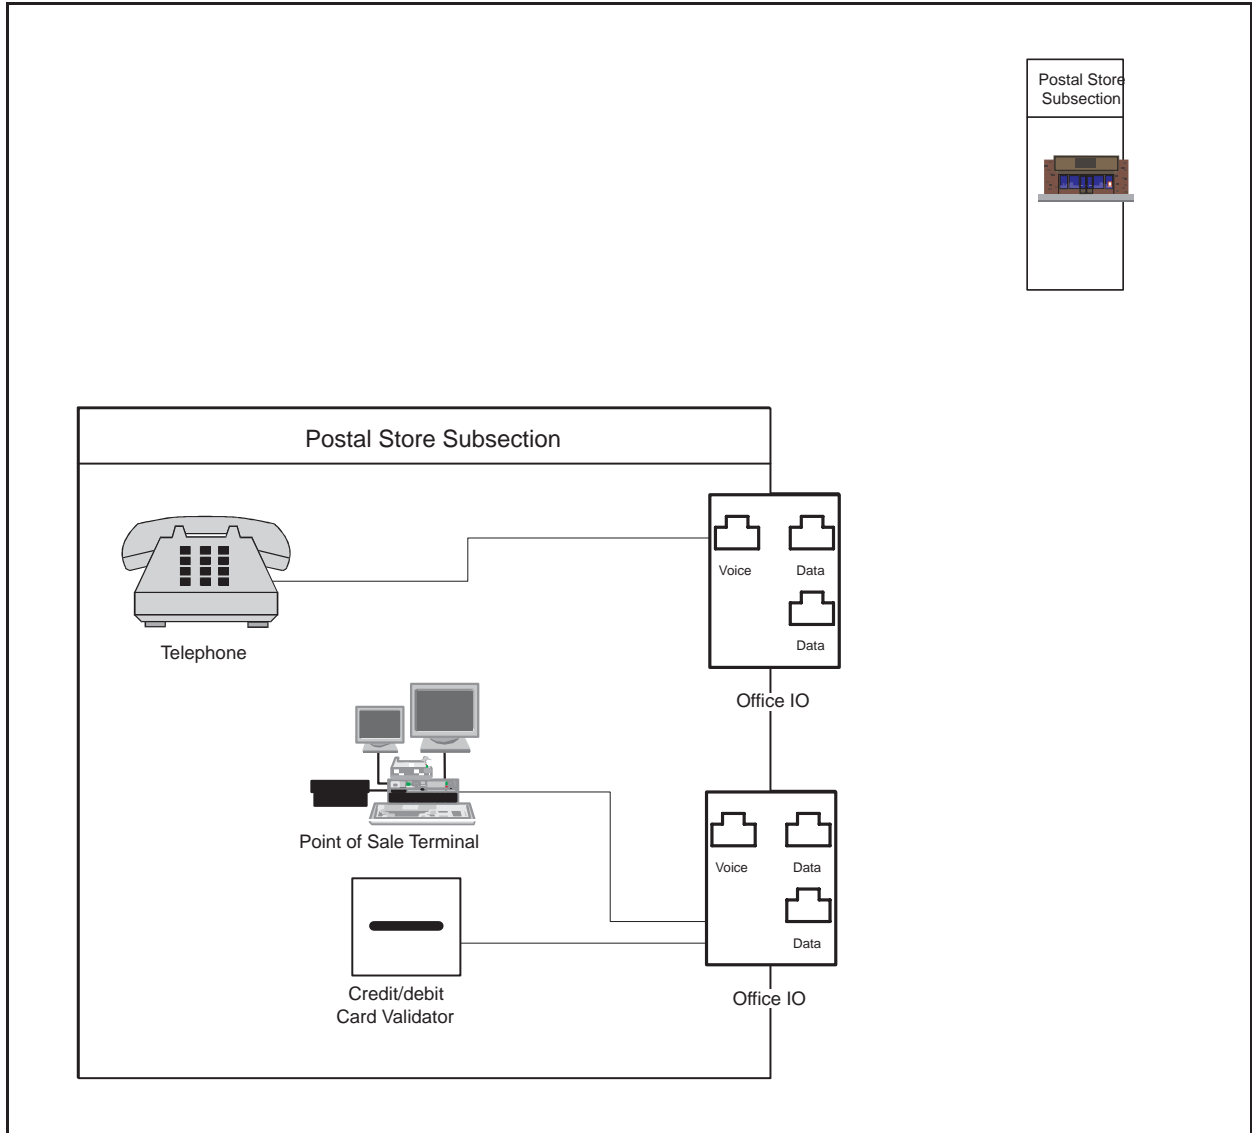 Postal Store
Subsection
Postal Store Subsection
Voice
Data
Data
Telephone
Office IO
Point of Sale Terminal
Voice
Data
Data
Credit/debit
Card Validator
Office IO